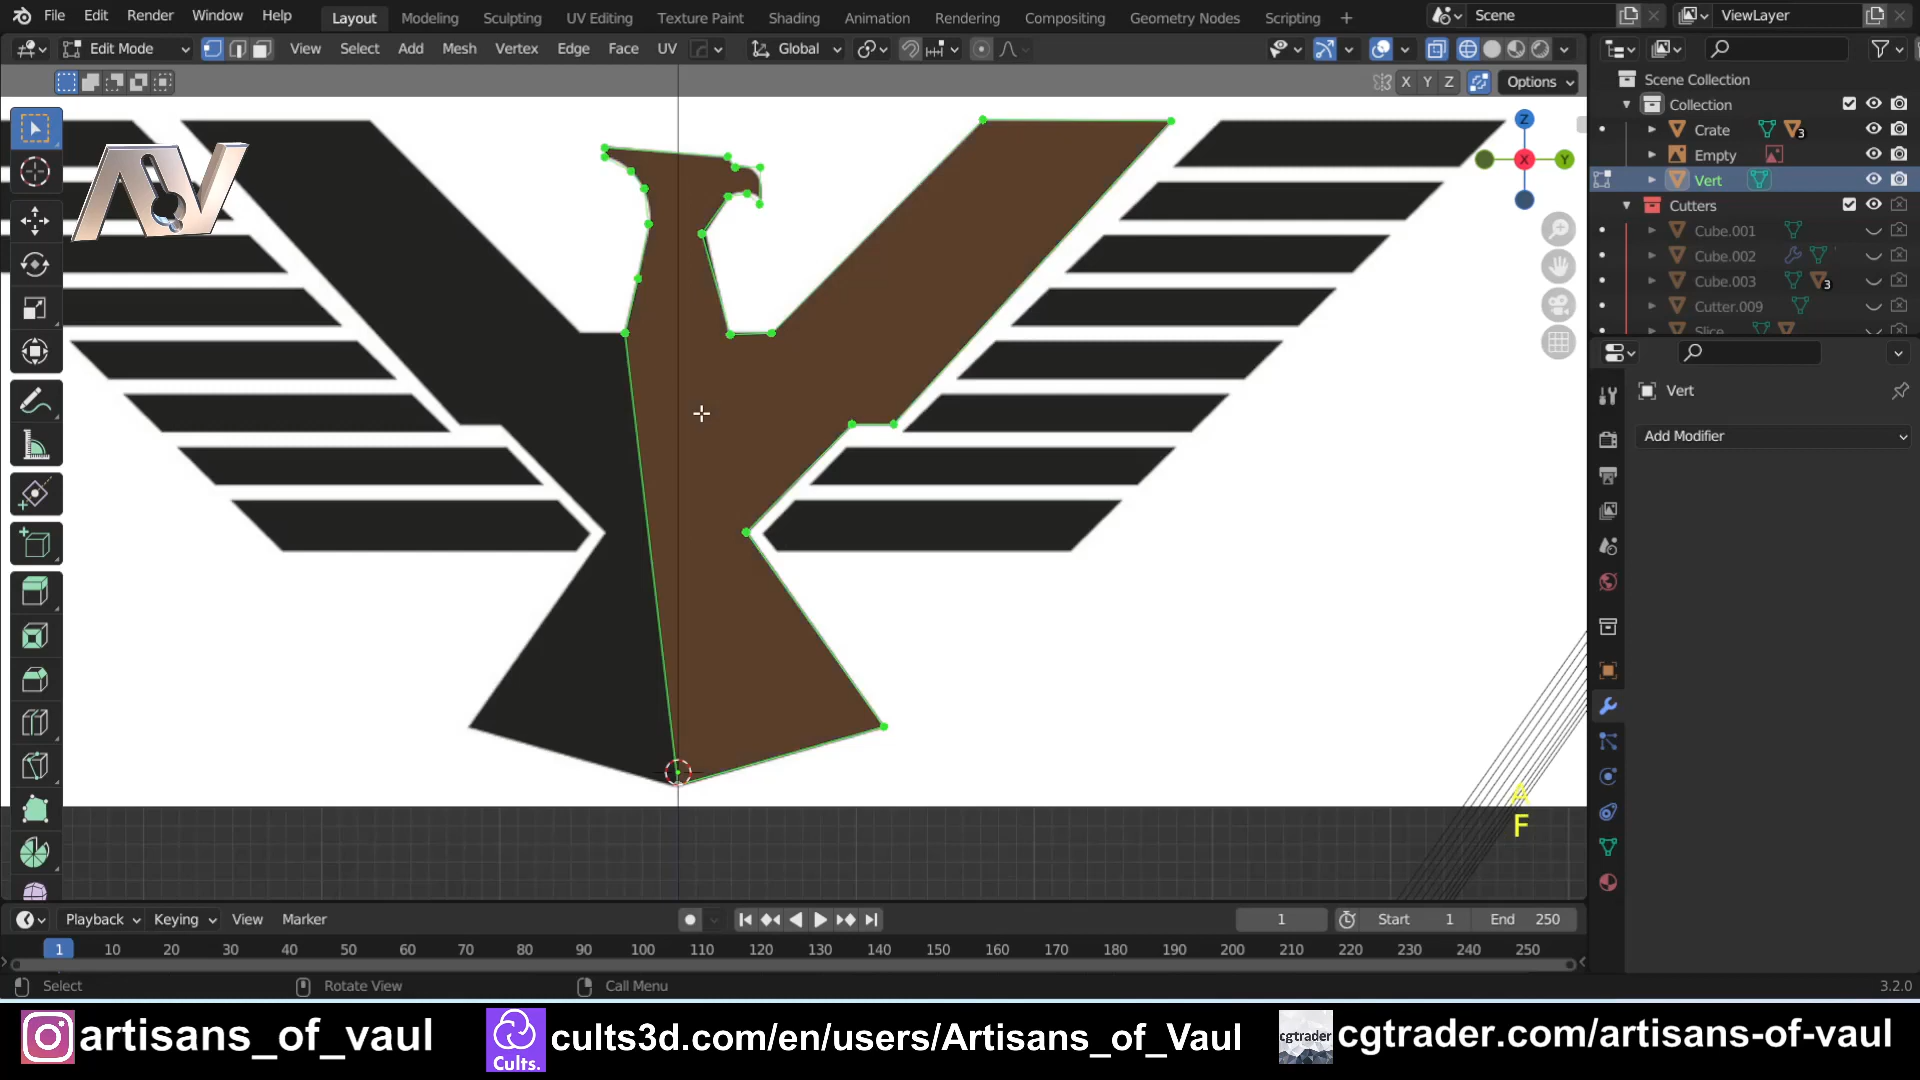 File Edit Render Window Help Layout Modeling Sculpting UV Editing Texture Paint Shading Animation Rendering Compositing Geometry Nodes Scripting + Scene ViewLayer
Edit Mode View Select Add Mesh Vertex Edge Face UV Global
X Y Z Options
Scene Collection
Collection
Crate 3
Empty
Vert
Cutters
Cube.001
Cube.002
Cube.003 3
Cutter.009
Slice
Z
X
Y
AV
Vert
Add Modifier
A
F
Playback Keying View Marker 1 Start 1 End 250
1 10 20 30 40 50 60 70 80 90 100 110 120 130 140 150 160 170 180 190 200 210 220 230 240 250
Select Rotate View Call Menu 3.2.0
artisans_of_vaul Cults. cults3d.com/en/users/Artisans_of_Vaul cgtrader cgtrader.com/artisans-of-vaul